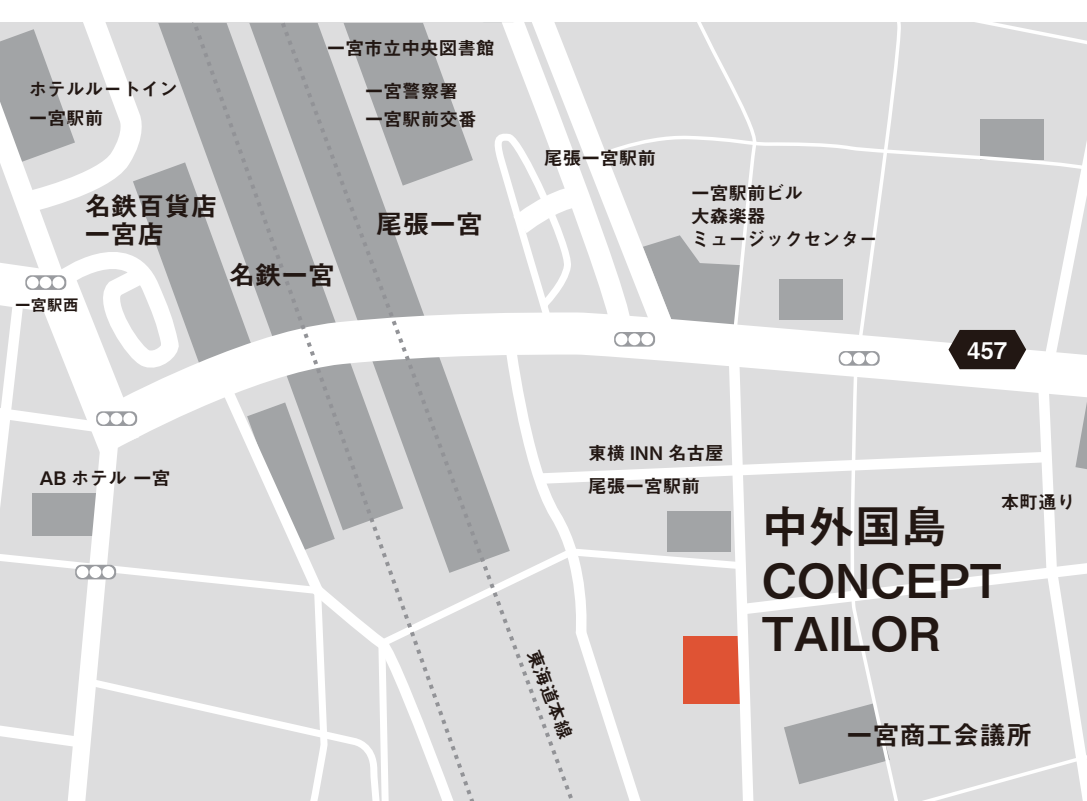 一宮市立中央図書館
ホテルルートイン
一宮駅前
一宮警察署
一宮駅前交番
尾張一宮駅前
一宮駅前ビル
大森楽器
ミュージックセンター
名鉄百貨店
一宮店
尾張一宮
名鉄一宮
一宮駅西
457
東横 INN 名古屋
尾張一宮駅前
AB ホテル 一宮
本町通り
中外国島
CONCEPT
TAILOR
東海道本線
一宮商工会議所